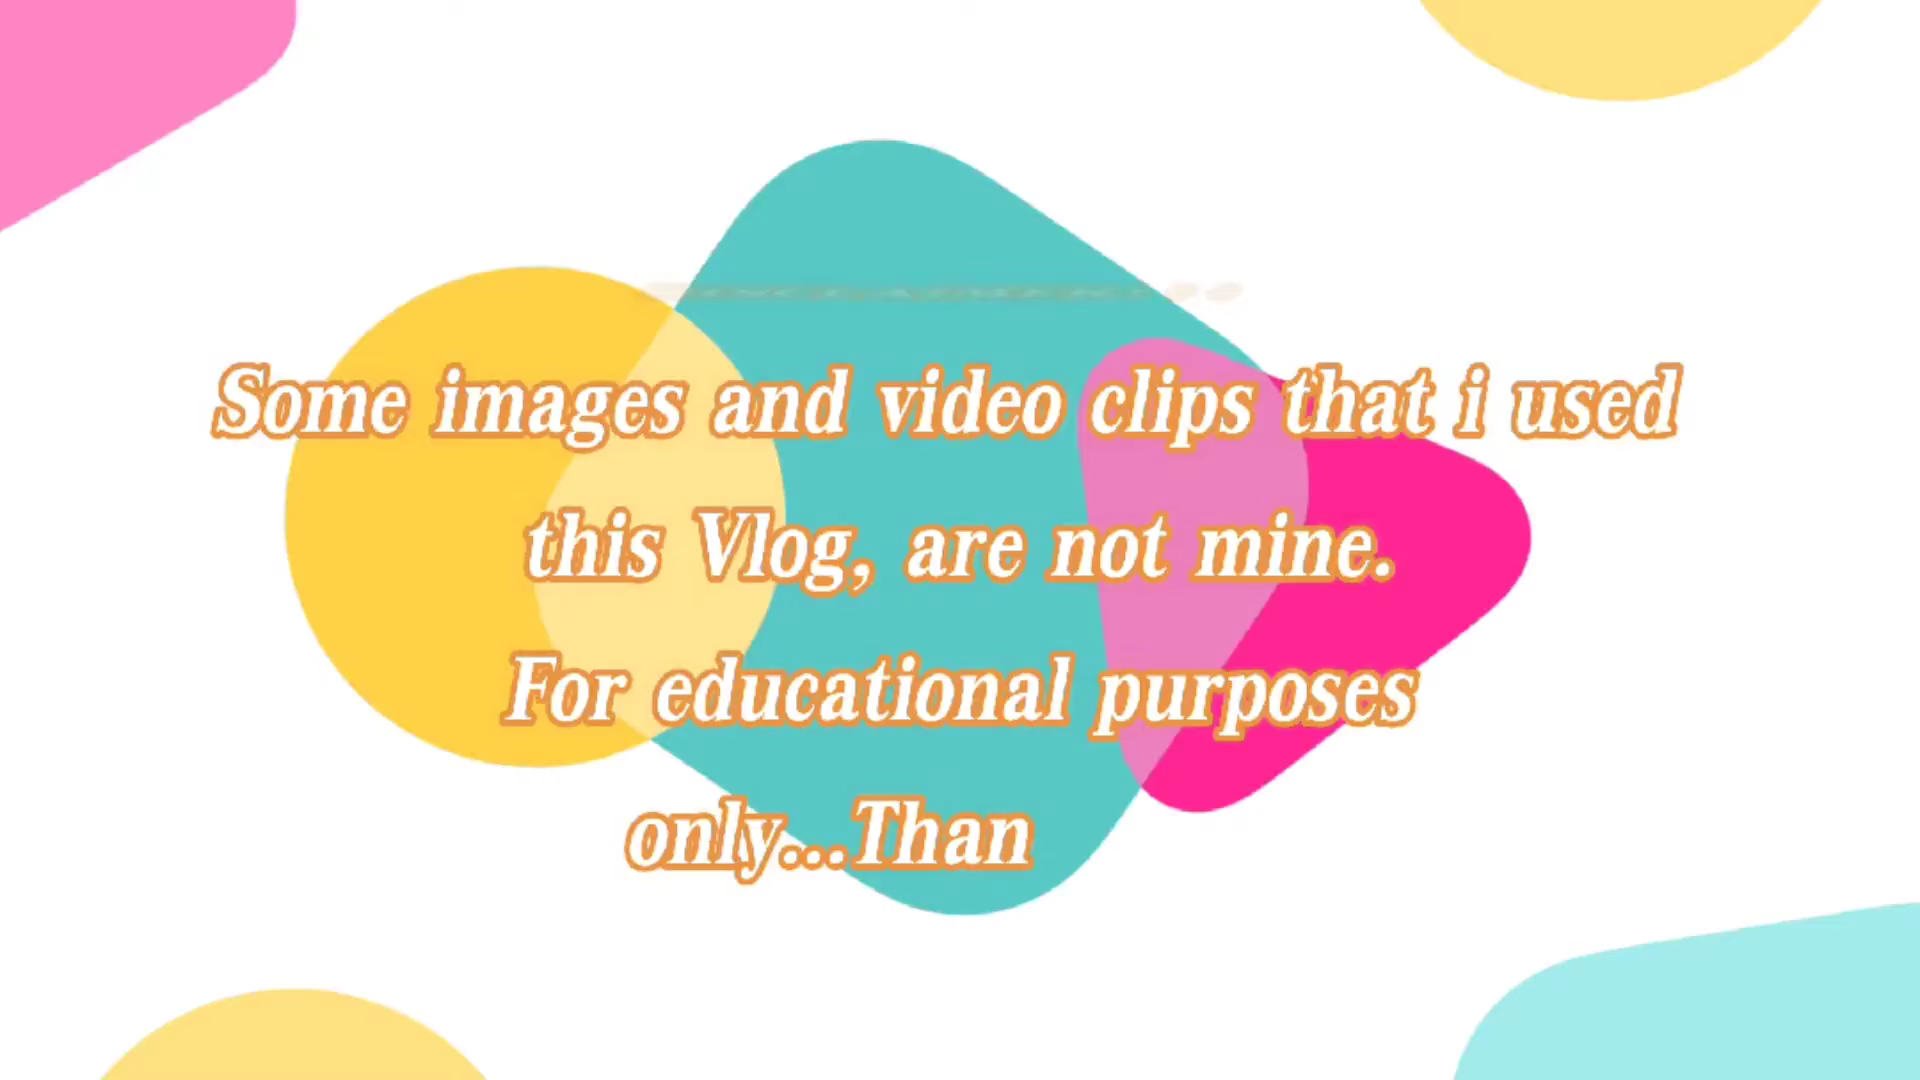 Some images and video clips that i used
this Vlog, are not mine.
For educational purposes
only...Than